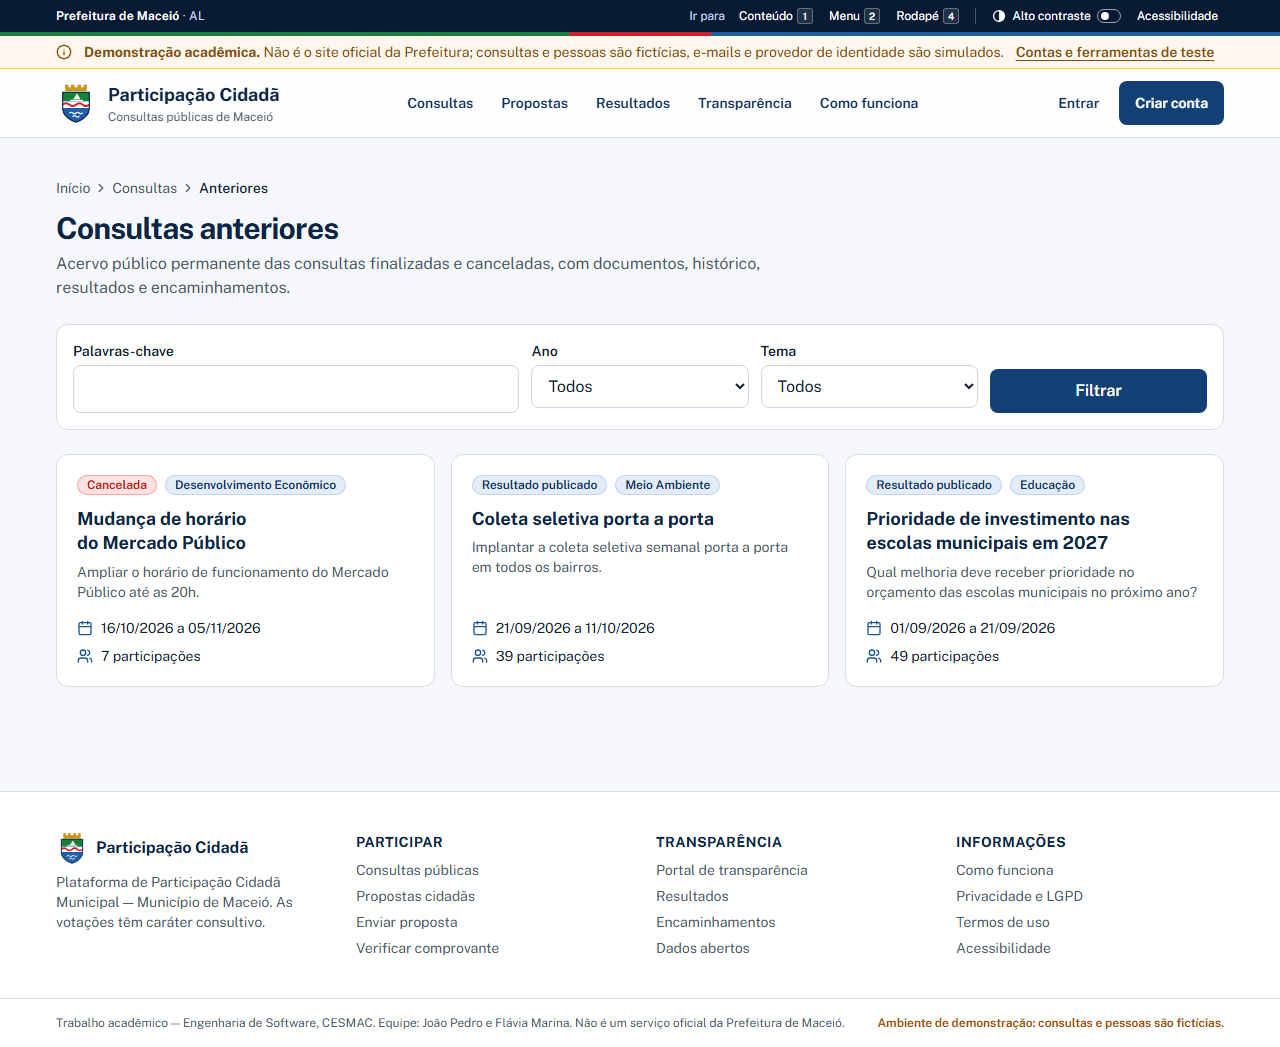 Prefeitura de Maceió · AL
Ir para Conteúdo 1 Menu 2 Rodapé 4 Alto contraste Acessibilidade
Demonstração acadêmica. Não é o site oficial da Prefeitura; consultas e pessoas são fictícias, e-mails e provedor de identidade são simulados. Contas e ferramentas de teste
Participação Cidadã
Consultas públicas de Maceió
Consultas Propostas Resultados Transparência Como funciona
Entrar Criar conta
Início > Consultas > Anteriores
Consultas anteriores
Acervo público permanente das consultas finalizadas e canceladas, com documentos, histórico,
resultados e encaminhamentos.
Palavras-chave
Ano
Todos
Tema
Todos
Filtrar
Cancelada Desenvolvimento Econômico
Mudança de horário
do Mercado Público
Ampliar o horário de funcionamento do Mercado
Público até as 20h.
16/10/2026 a 05/11/2026
7 participações
Resultado publicado Meio Ambiente
Coleta seletiva porta a porta
Implantar a coleta seletiva semanal porta a porta
em todos os bairros.
21/09/2026 a 11/10/2026
39 participações
Resultado publicado Educação
Prioridade de investimento nas
escolas municipais em 2027
Qual melhoria deve receber prioridade no
orçamento das escolas municipais no próximo ano?
01/09/2026 a 21/09/2026
49 participações
Participação Cidadã
Plataforma de Participação Cidadã
Municipal — Município de Maceió. As
votações têm caráter consultivo.
PARTICIPAR
Consultas públicas
Propostas cidadãs
Enviar proposta
Verificar comprovante
TRANSPARÊNCIA
Portal de transparência
Resultados
Encaminhamentos
Dados abertos
INFORMAÇÕES
Como funciona
Privacidade e LGPD
Termos de uso
Acessibilidade
Trabalho acadêmico — Engenharia de Software, CESMAC. Equipe: João Pedro e Flávia Marina. Não é um serviço oficial da Prefeitura de Maceió.
Ambiente de demonstração: consultas e pessoas são fictícias.